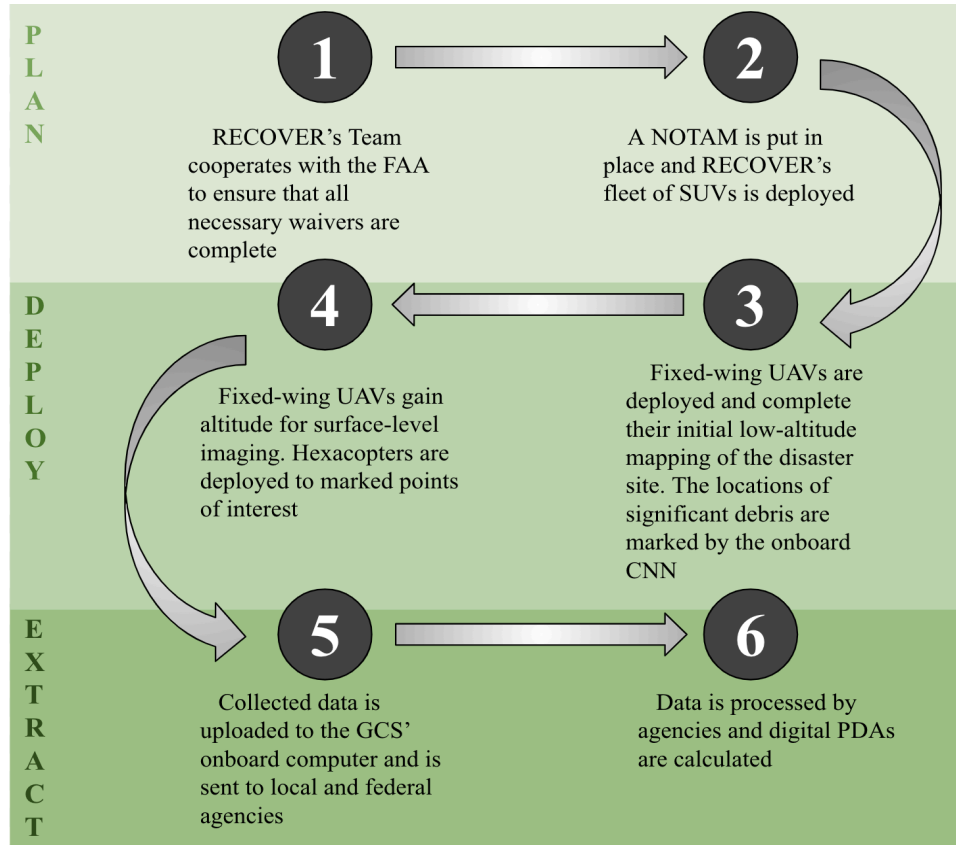 PLAN
1
2
RECOVER's Team
cooperates with the FAA
to ensure that all
necessary waivers are
complete
A NOTAM is put in
place and RECOVER's
fleet of SUVs is deployed
DEPLOY
3
Fixed-wing UAVs are
deployed and complete
their initial low-altitude
mapping of the disaster
site. The locations of
significant debris are
marked by the onboard
CNN
4
Fixed-wing UAVs gain
altitude for surface-level
imaging. Hexacopters are
deployed to marked points
of interest
EXTRACT
5
Collected data is
uploaded to the GCS'
onboard computer and is
sent to local and federal
agencies
6
Data is processed by
agencies and digital PDAs
are calculated